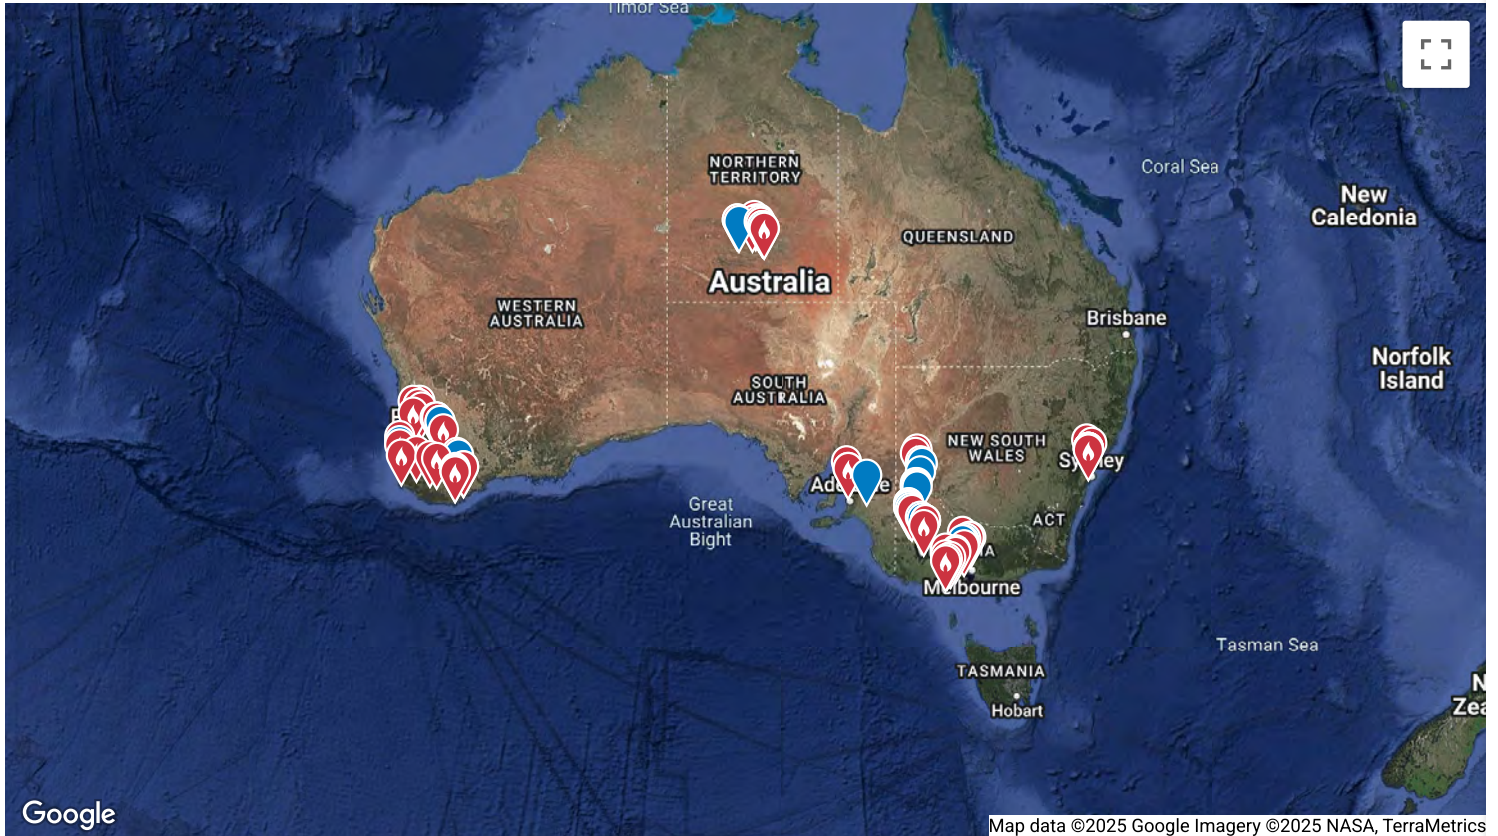 Timor Sea
NORTHERN
TERRITORY
Coral Sea
New
Caledonia
QUEENSLAND
Australia
WESTERN
AUSTRALIA
Brisbane
Norfolk
Island
SOUTH
AUSTRALIA
NEW SOUTH
WALES
Great
Australian
Bight
ACT
Melbourne
Tasman Sea
TASMANIA
Hobart
Google
Map data ©2025 Google Imagery ©2025 NASA, TerraMetrics